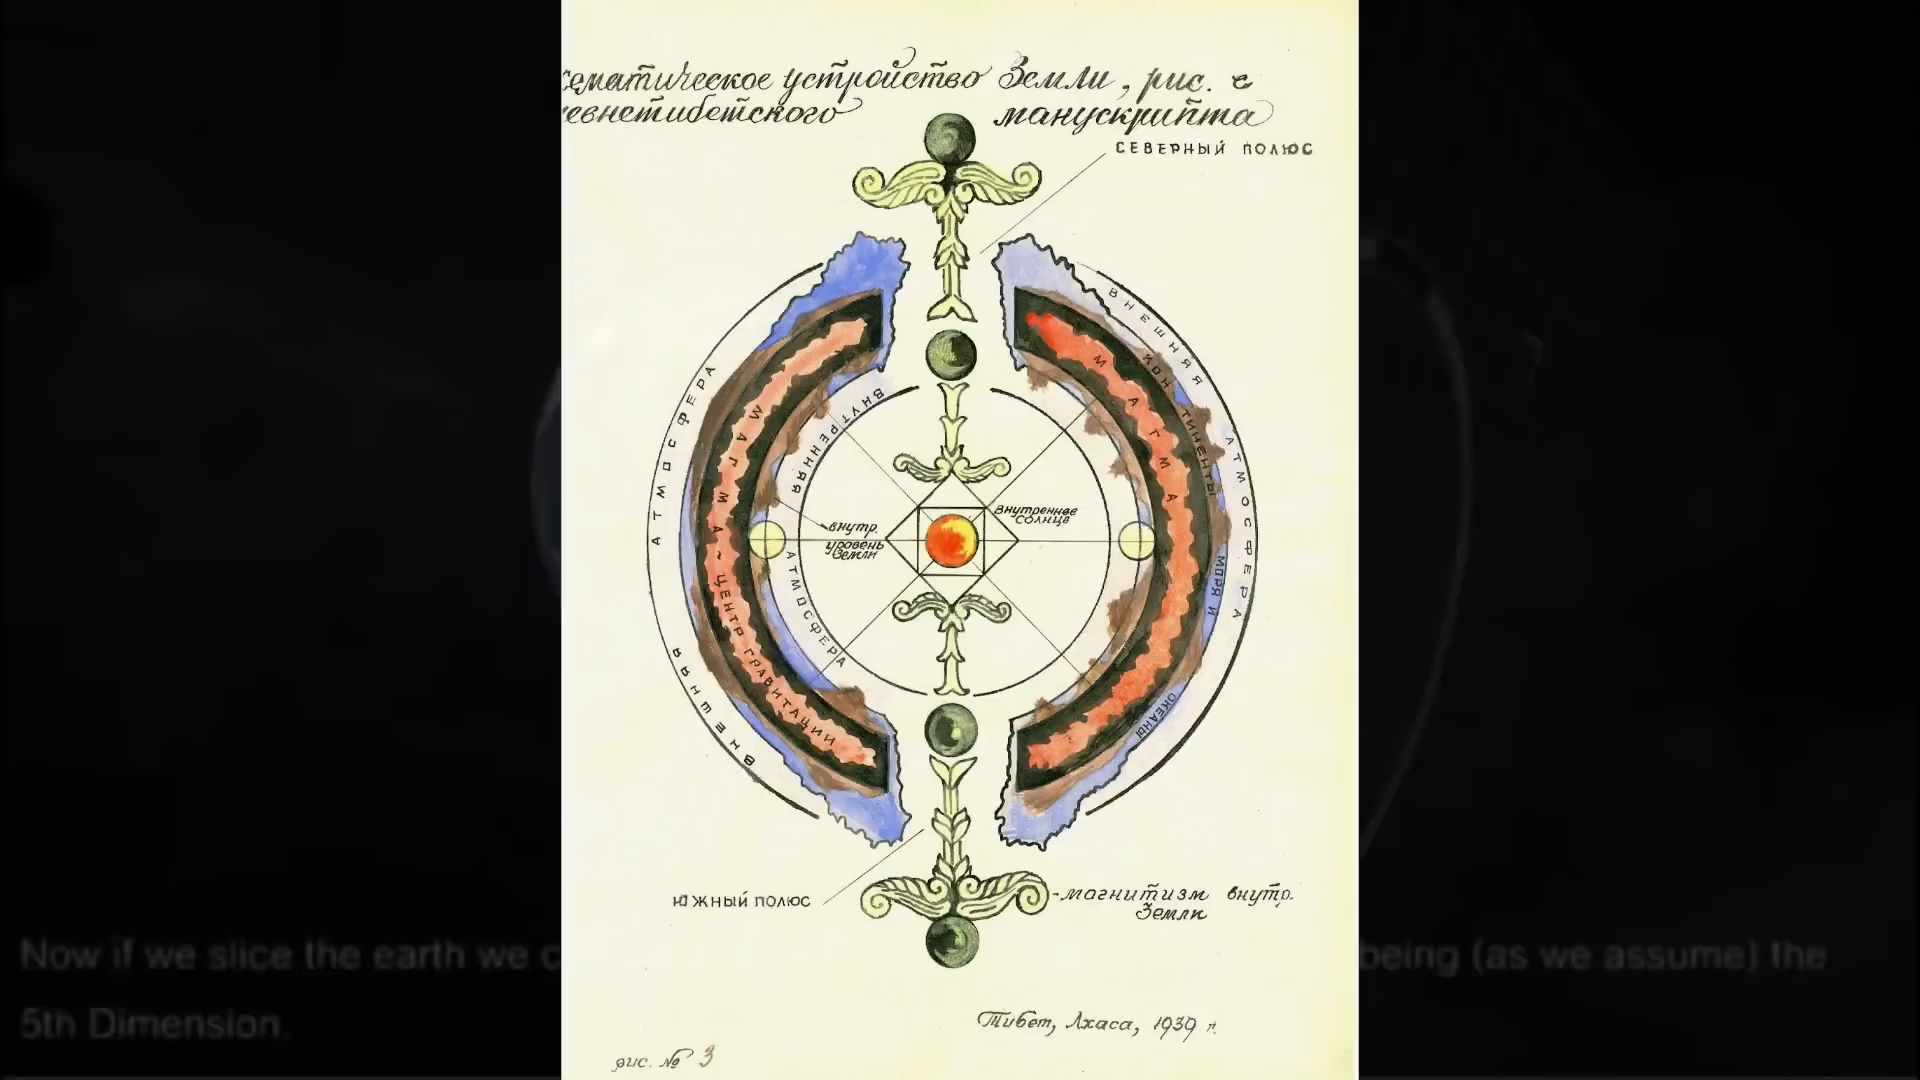 сематическое устройство Земли, рис. с
евнетибетского манускрипта
СЕВЕРНЫЙ ПОЛЮС
ВНЕШНЯЯ АТМОСФЕРА
ВНЕШНЯЯ АТМОСФЕРА
КОНТИНЕНТЫ
МАГМА
МАГМА - ЦЕНТР ГРАВИТАЦИИ
ВНУТРЕННЯЯ АТМОСФЕРА
внутр.
уровень
Земли
Внутреннее
солнце
МОРЯ И ОКЕАНЫ
ЮЖНЫЙ ПОЛЮС
-магнитизм внутр.
Земли
Now if we slice the earth we
being (as we assume) the
5th Dimension.
Тибет, Лхаса, 1939 г.
рис. № 3